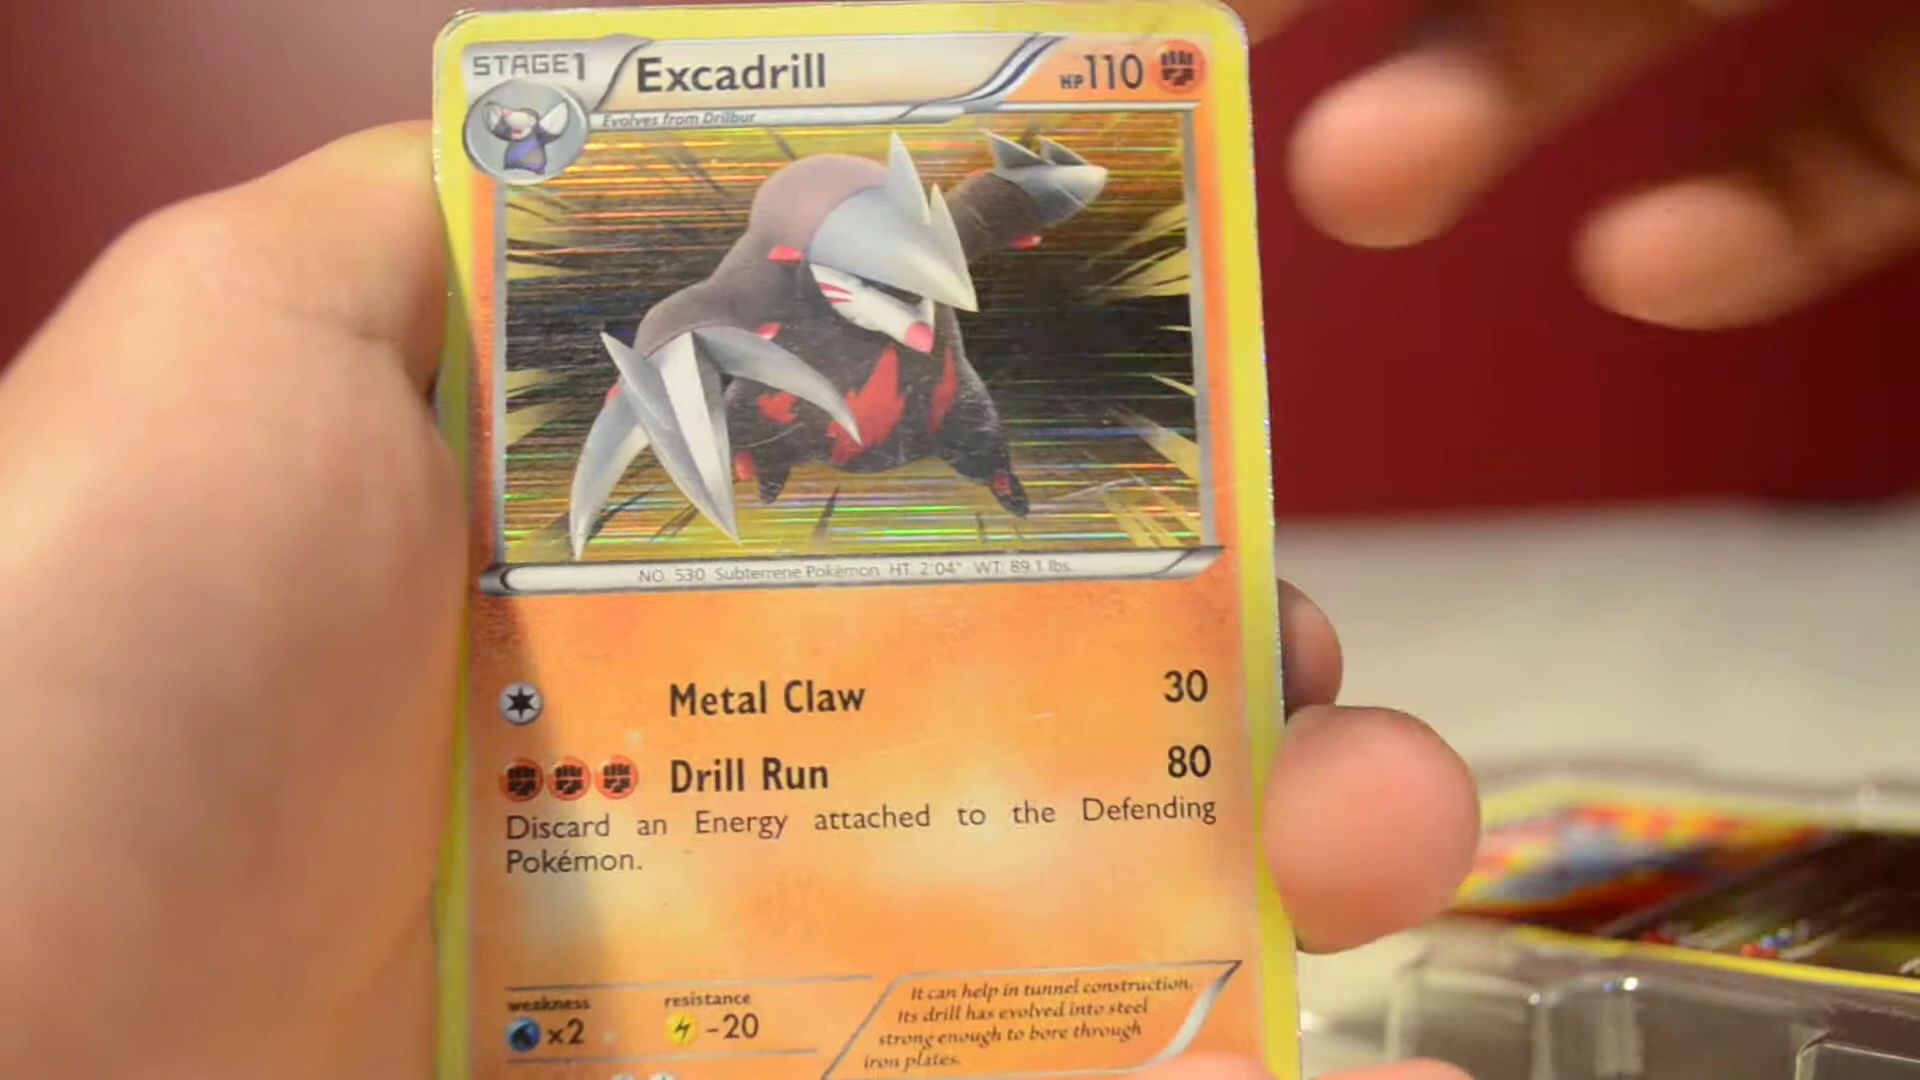 STAGE1 Excadrill HP110
Evolves from Drilbur
NO. 530 Subterrene Pokémon HT: 2'04" WT: 89.1 lbs.
Metal Claw 30
Drill Run 80
Discard an Energy attached to the Defending
Pokémon.
weakness resistance
x2 -20
It can help in tunnel construction.
Its drill has evolved into steel
strong enough to bore through
iron plates.